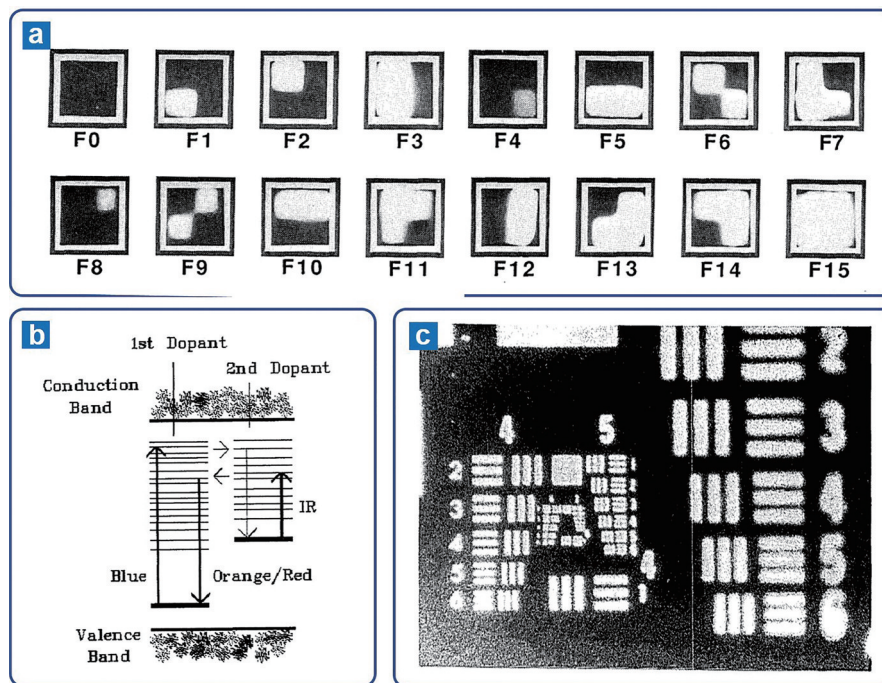 a
F0 F1 F2 F3 F4 F5 F6 F7
F8 F9 F10 F11 F12 F13 F14 F15
b
1st Dopant
2nd Dopant
Conduction
Band
IR
Blue
Orange/Red
Valence
Band
c
2
3
4 5
2
3
4
4
5
5
4
1
6
6